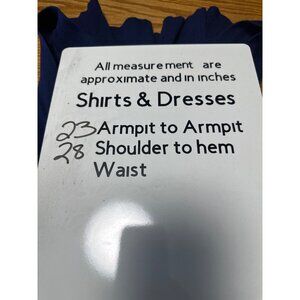 All measurement are
approximate and in inches
Shirts & Dresses
23 Armpit to Armpit
28 Shoulder to hem
Waist